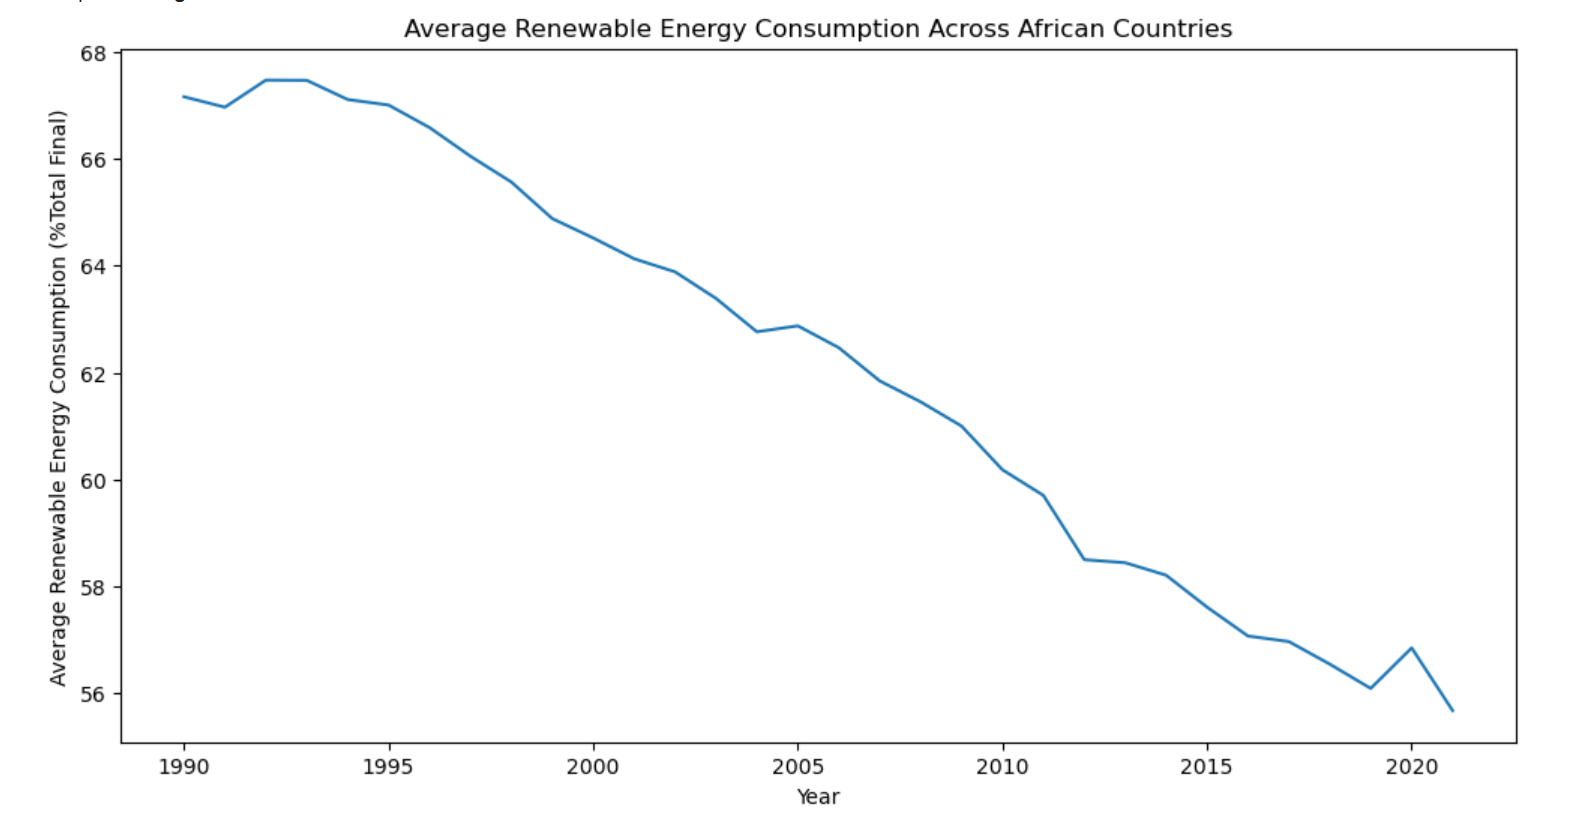 Average Renewable Energy Consumption Across African Countries
Average Renewable Energy Consumption (%Total Final)
68
66
64
62
60
58
56
1990 1995 2000 2005 2010 2015 2020
Year